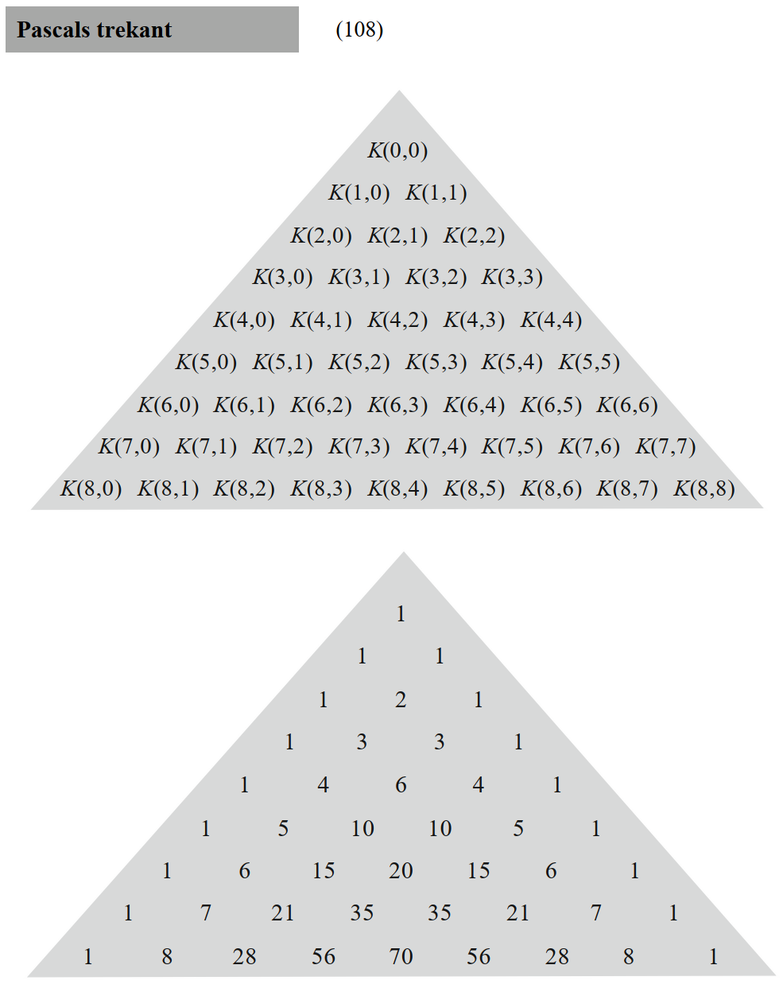 Pascals trekant (108)
K(0,0)
K(1,0) K(1,1)
K(2,0) K(2,1) K(2,2)
K(3,0) K(3,1) K(3,2) K(3,3)
K(4,0) K(4,1) K(4,2) K(4,3) K(4,4)
K(5,0) K(5,1) K(5,2) K(5,3) K(5,4) K(5,5)
K(6,0) K(6,1) K(6,2) K(6,3) K(6,4) K(6,5) K(6,6)
K(7,0) K(7,1) K(7,2) K(7,3) K(7,4) K(7,5) K(7,6) K(7,7)
K(8,0) K(8,1) K(8,2) K(8,3) K(8,4) K(8,5) K(8,6) K(8,7) K(8,8)
1
1 1
1 2 1
1 3 3 1
1 4 6 4 1
1 5 10 10 5 1
1 6 15 20 15 6 1
1 7 21 35 35 21 7 1
1 8 28 56 70 56 28 8 1